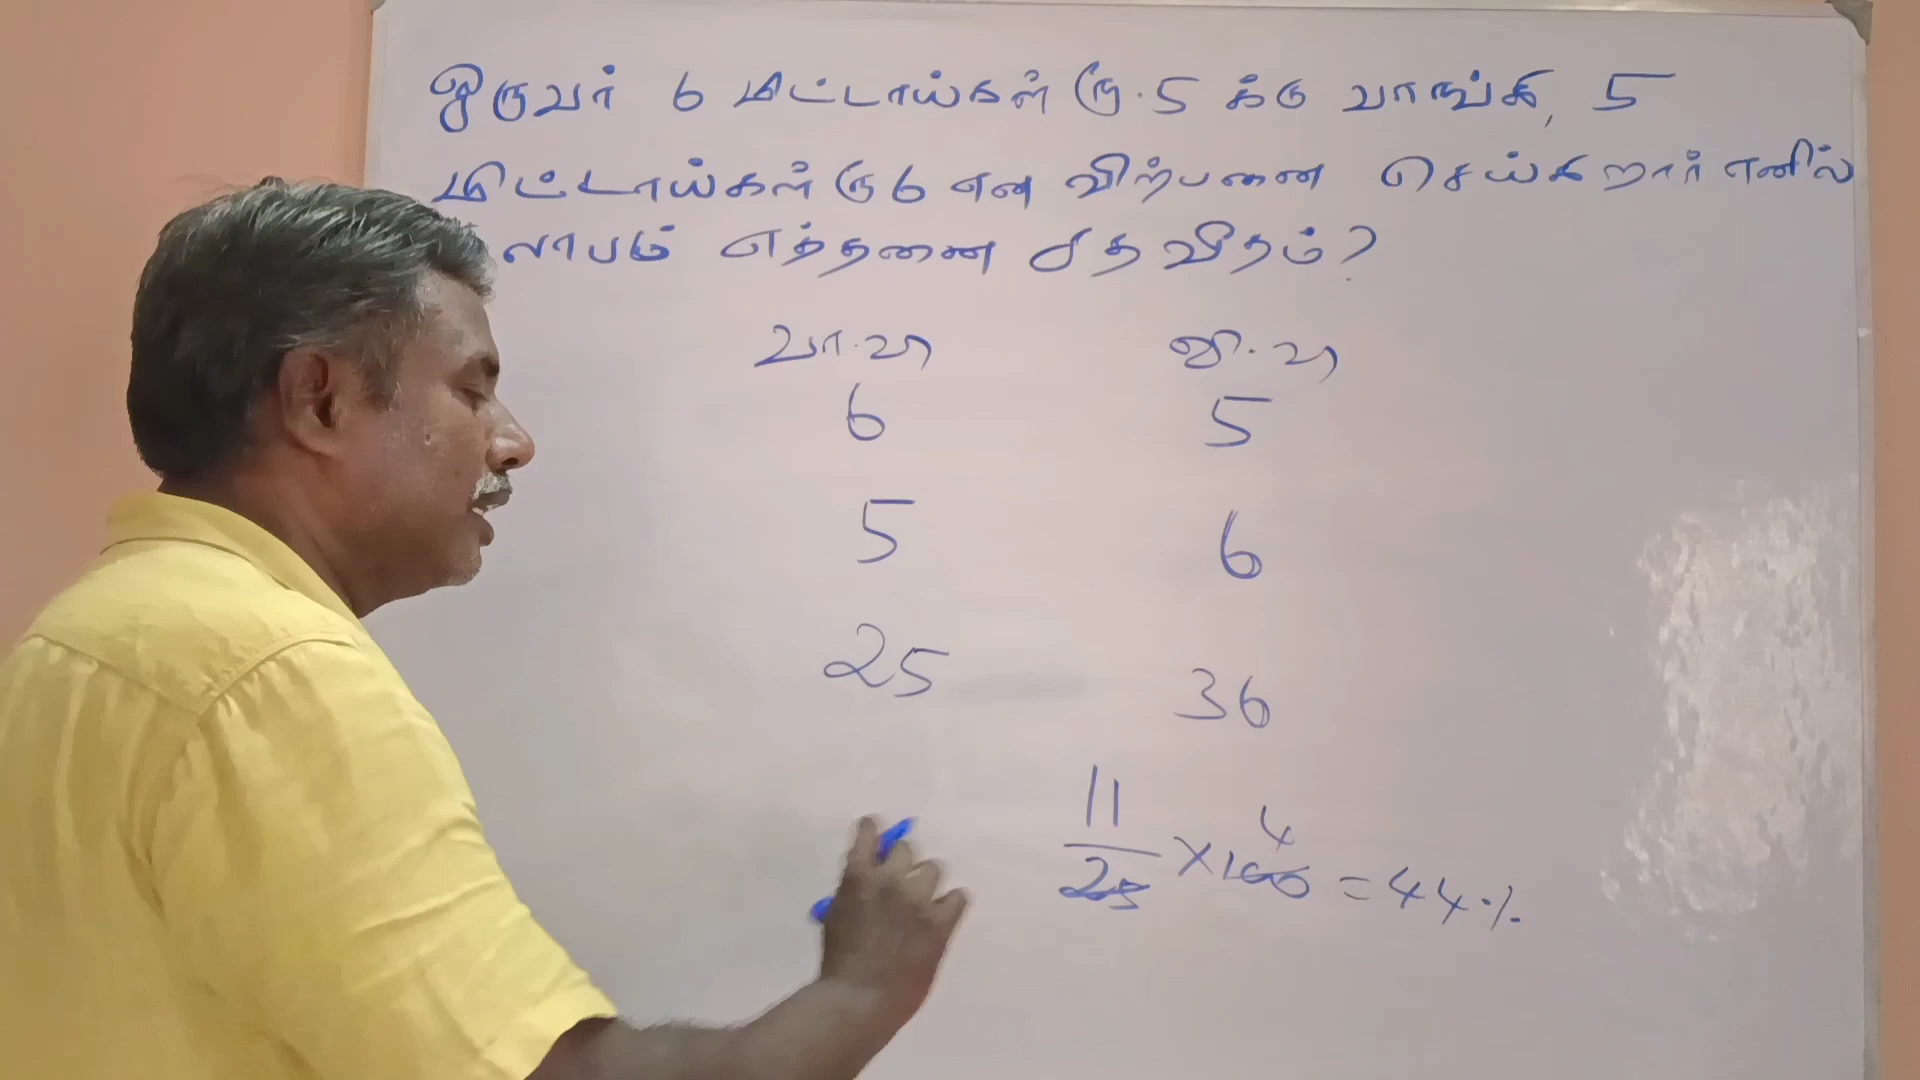 ஒருவர் 6 மிட்டாய்கள் ரூ.5 க்கு வாங்கி, 5
மிட்டாய்கள் ரூ 6 என விற்பனை செய்கிறார் எனில்
லாபம் எத்தனை சதவீதம்?
வா.வி வி.வி
6 5
5 6
25 36
11
4
25 ×100 = 44%